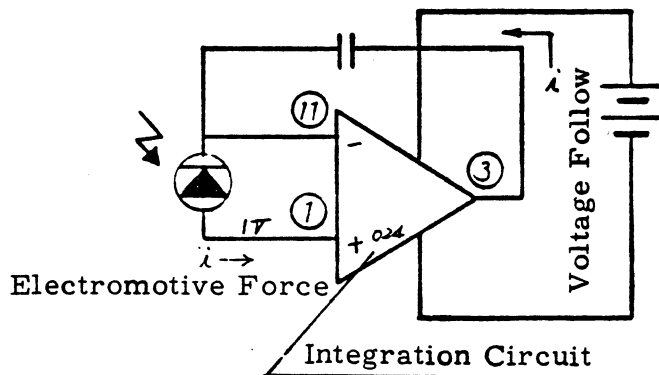 i
Voltage Follow
11
-
3
1
1V
+
i →
Electromotive Force
Integration Circuit